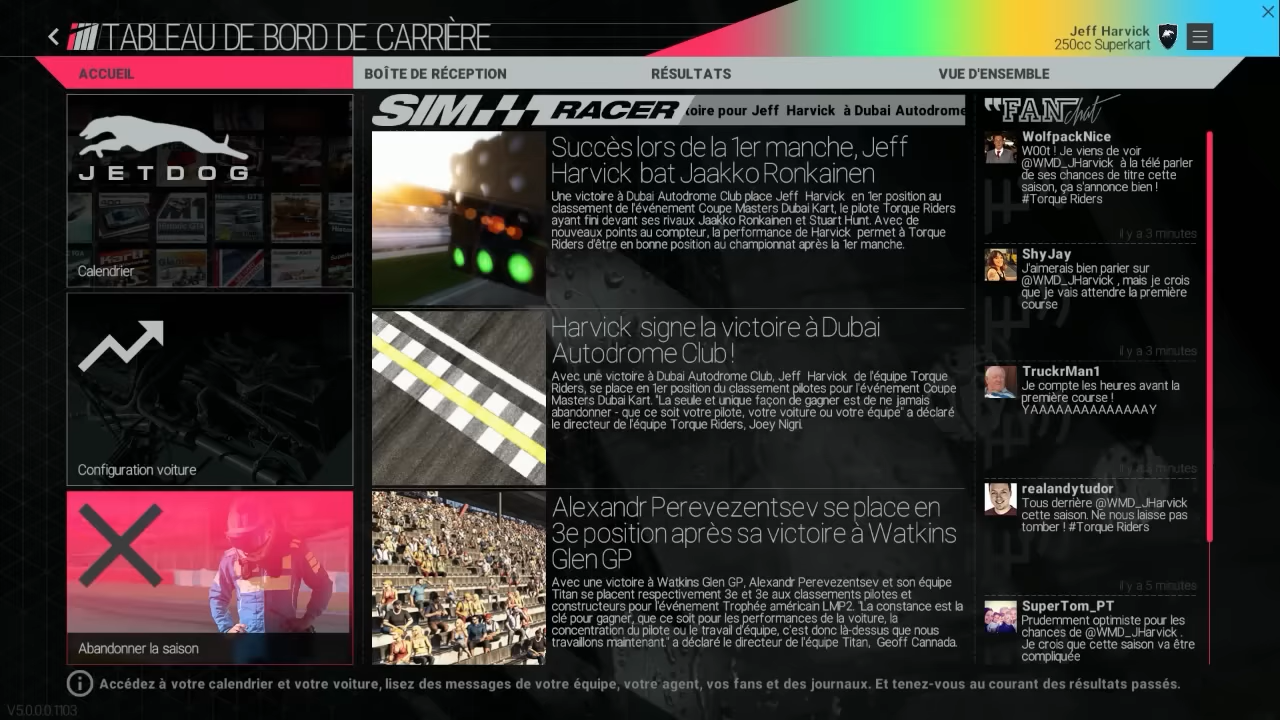 TABLEAU DE BORD DE CARRIÈRE
Jeff Harvick
250cc Superkart
ACCUEIL
BOÎTE DE RÉCEPTION
RÉSULTATS
VUE D'ENSEMBLE
JETDOG
Calendrier
Configuration voiture
Abandonner la saison
SIM RACER
toire pour Jeff Harvick à Dubai Autodrome
Succès lors de la 1er manche, Jeff
Harvick bat Jaakko Ronkainen
Une victoire à Dubai Autodrome Club place Jeff Harvick en 1er position au
classement de l'événement Coupe Masters Dubai Kart, le pilote Torque Riders
ayant fini devant ses rivaux Jaakko Ronkainen et Stuart Hunt. Avec de
nouveaux points au compteur, la performance de Harvick permet à Torque
Riders d'être en bonne position au championnat après la 1er manche.
Harvick signe la victoire à Dubai
Autodrome Club !
Avec une victoire à Dubai Autodrome Club, Jeff Harvick de l'équipe Torque
Riders, se place en 1er position du classement pilotes pour l'événement Coupe
Masters Dubai Kart. "La seule et unique façon de gagner est de ne jamais
abandonner - que ce soit votre pilote, votre voiture ou votre équipe" a déclaré
le directeur de l'équipe Torque Riders, Joey Nigri.
Alexandr Perevezentsev se place en
3e position après sa victoire à Watkins
Glen GP
Avec une victoire à Watkins Glen GP, Alexandr Perevezentsev et son équipe
Titan se placent respectivement 3e et 3e aux classements pilotes et
constructeurs pour l'événement Trophée américain LMP2. "La constance est la
clé pour gagner, que ce soit pour les performances de la voiture, la
concentration du pilote ou le travail d'équipe, c'est donc là-dessus que nous
travaillons maintenant." a déclaré le directeur de l'équipe Titan, Geoff Cannada.
"FANchat
WolfpackNice
W00t ! Je viens de voir
@WMD_JHarvick à la télé parler
de ses chances de titre cette
saison, ça s'annonce bien !
#Torque Riders
il y a 3 minutes
ShyJay
J'aimerais bien parier sur
@WMD_JHarvick , mais je crois
que je vais attendre la première
course
il y a 3 minutes
TruckrMan1
Je compte les heures avant la
première course !
YAAAAAAAAAAAAAAY
il y a minutes
realandytudor
Tous derrière @WMD_JHarvick
cette saison. Ne nous laisse pas
tomber ! #Torque Riders
il y a 5 minutes
SuperTom_PT
Prudemment optimiste pour les
chances de @WMD_JHarvick .
Je crois que cette saison va être
compliquée
Accédez à votre calendrier et votre voiture, lisez des messages de votre équipe, votre agent, vos fans et des journaux. Et tenez-vous au courant des résultats passés.
V5.0.0.0.1103